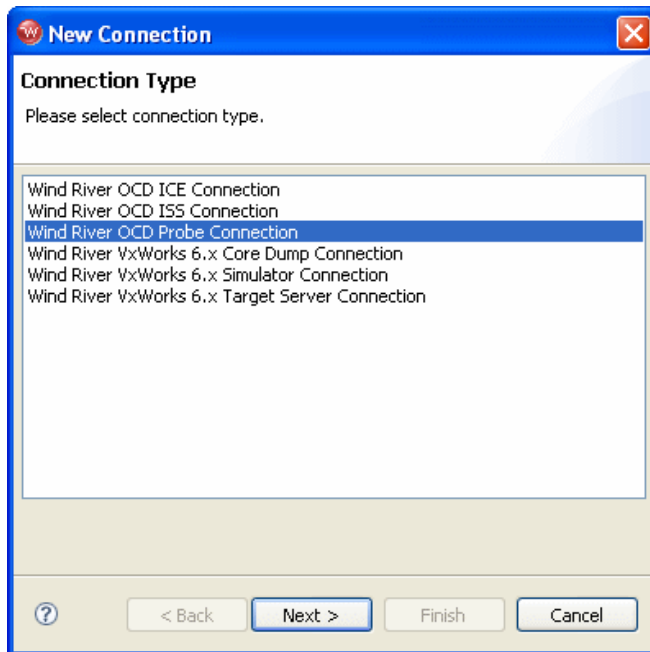 New Connection
Connection Type
Please select connection type.
Wind River OCD ICE Connection
Wind River OCD ISS Connection
Wind River OCD Probe Connection
Wind River VxWorks 6.x Core Dump Connection
Wind River VxWorks 6.x Simulator Connection
Wind River VxWorks 6.x Target Server Connection
? < Back Next > Finish Cancel